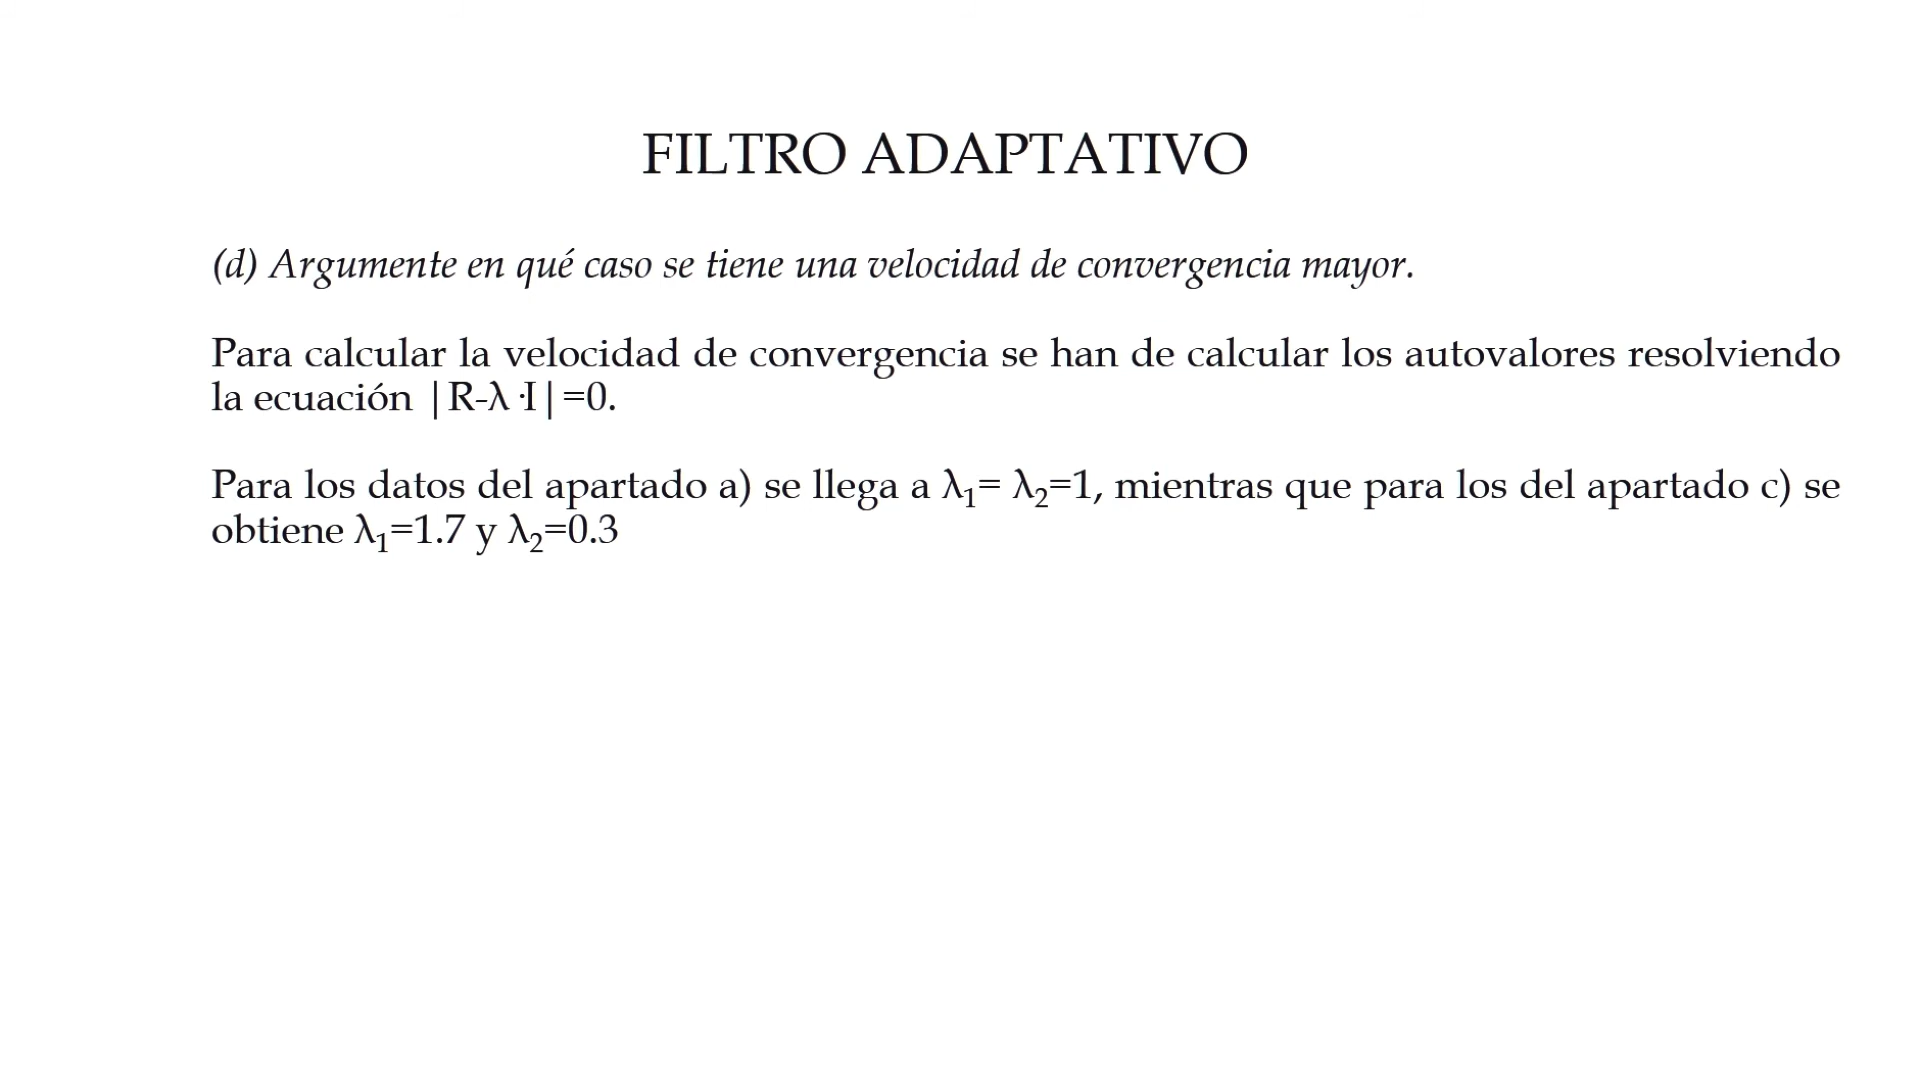 FILTRO ADAPTATIVO
(d) Argumente en qué caso se tiene una velocidad de convergencia mayor.
Para calcular la velocidad de convergencia se han de calcular los autovalores resolviendo
la ecuación |R-λ·I|=0.
Para los datos del apartado a) se llega a λ₁= λ₂=1, mientras que para los del apartado c) se
obtiene λ₁=1.7 y λ₂=0.3